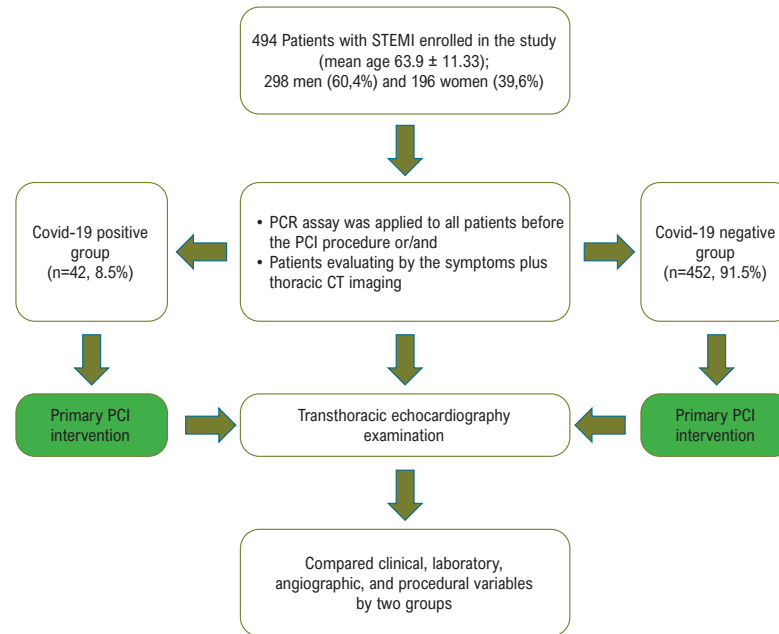 494 Patients with STEMI enrolled in the study
(mean age 63.9 ± 11.33);
298 men (60,4%) and 196 women (39,6%)
Covid-19 positive
group
(n=42, 8.5%)
• PCR assay was applied to all patients before
the PCI procedure or/and
• Patients evaluating by the symptoms plus
thoracic CT imaging
Covid-19 negative
group
(n=452, 91.5%)
Primary PCI
intervention
Transthoracic echocardiography
examination
Primary PCI
intervention
Compared clinical, laboratory,
angiographic, and procedural variables
by two groups